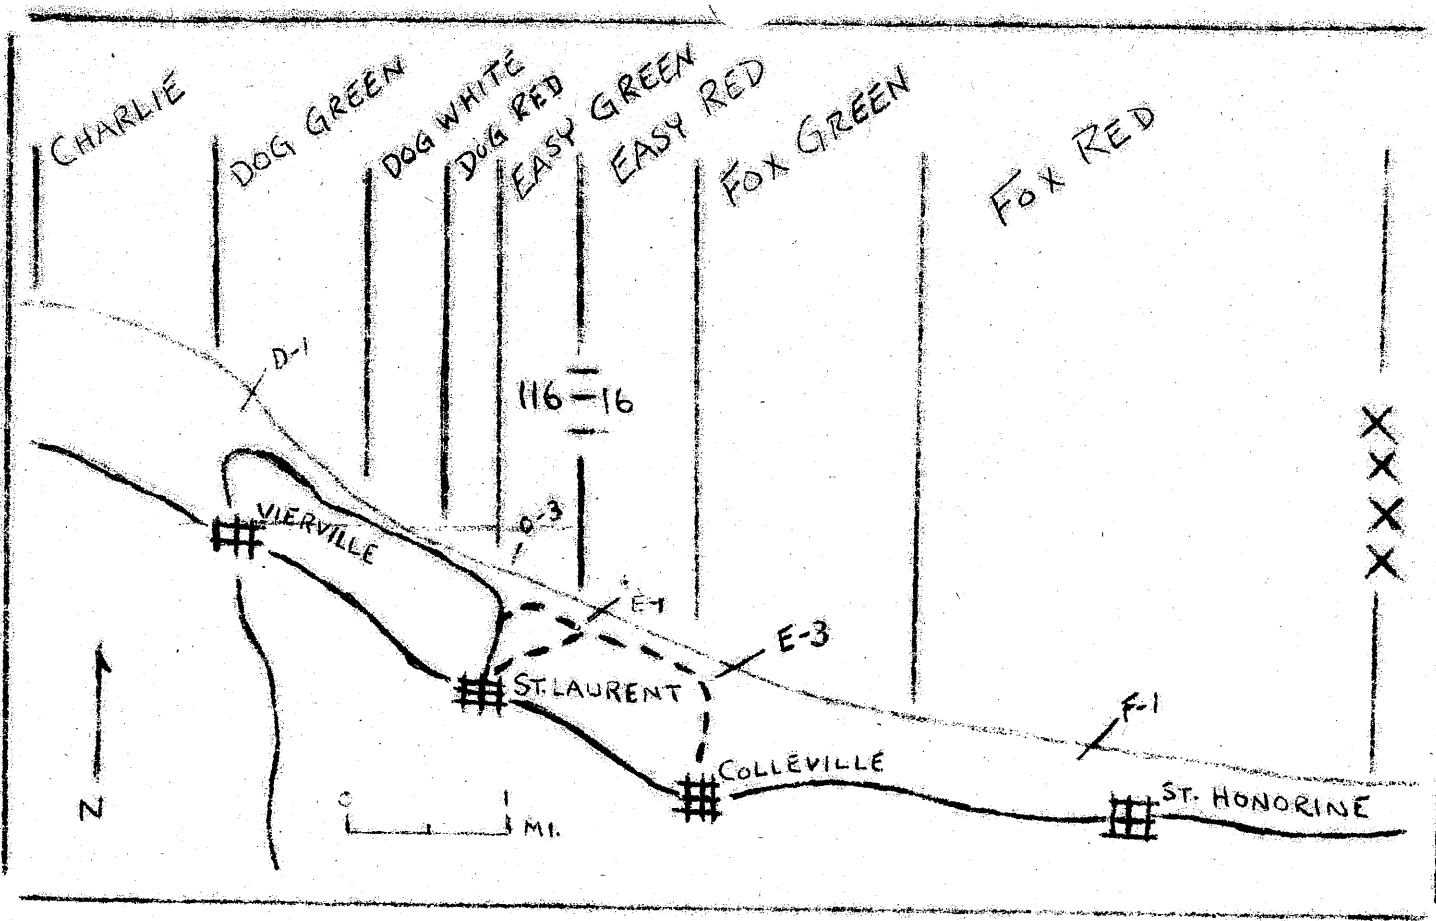 CHARLIE
DOG GREEN
DOG WHITE
DOG RED
EASY GREEN
EASY RED
FOX GREEN
FOX RED
D-1
116 – 16
D-3
VIERVILLE
E-1
E-3
ST. LAURENT
F-1
COLLEVILLE
ST. HONORINE
N
0 1 MI.